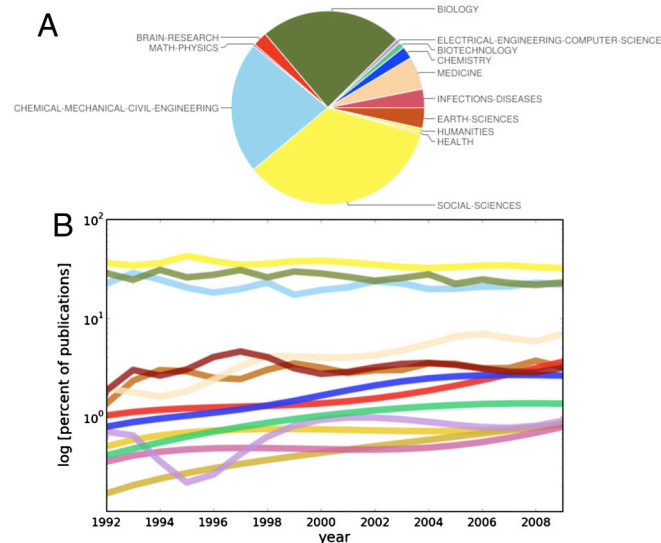 A
BIOLOGY
BRAIN-RESEARCH
MATH-PHYSICS
ELECTRICAL-ENGINEERING-COMPUTER-SCIENCE
BIOTECHNOLOGY
CHEMISTRY
MEDICINE
CHEMICAL-MECHANICAL-CIVIL-ENGINEERING
INFECTIONS-DISEASES
EARTH-SCIENCES
HUMANITIES
HEALTH
SOCIAL-SCIENCES
B
10²
10¹
10⁰
log [percent of publications]
1992 1994 1996 1998 2000 2002 2004 2006 2008
year